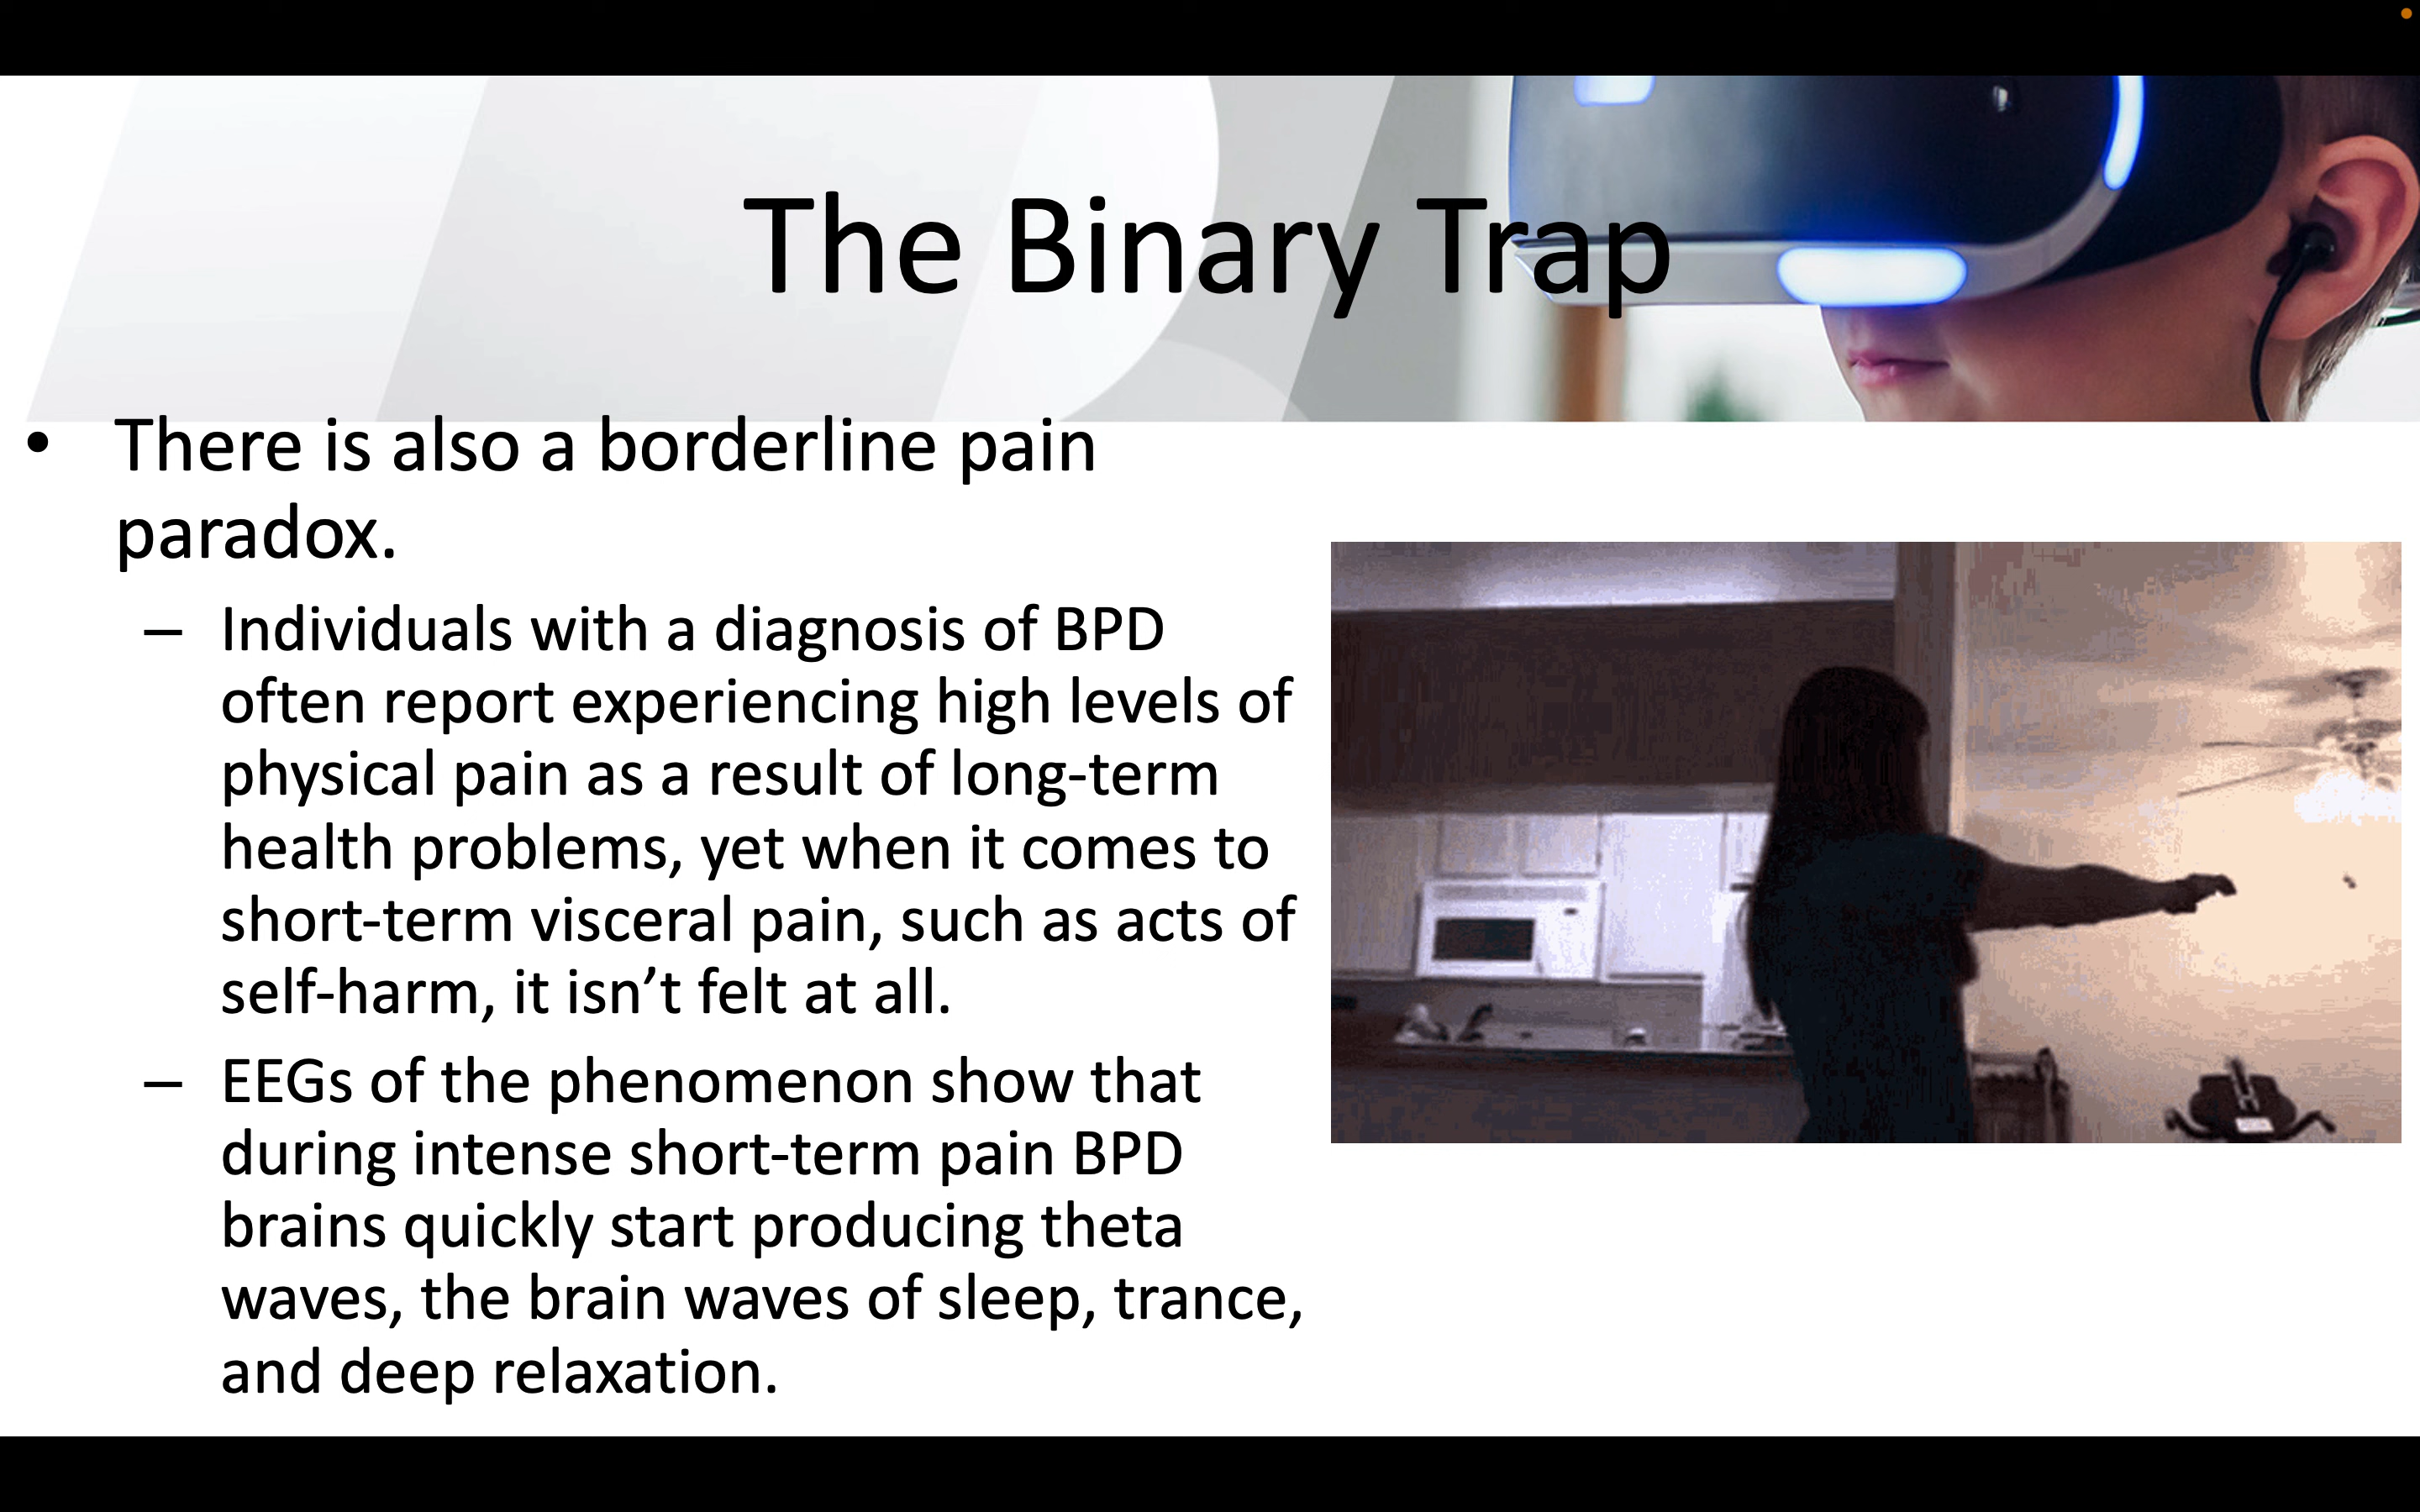 The Binary Trap
• There is also a borderline pain
paradox.
– Individuals with a diagnosis of BPD
often report experiencing high levels of
physical pain as a result of long-term
health problems, yet when it comes to
short-term visceral pain, such as acts of
self-harm, it isn’t felt at all.
– EEGs of the phenomenon show that
during intense short-term pain BPD
brains quickly start producing theta
waves, the brain waves of sleep, trance,
and deep relaxation.